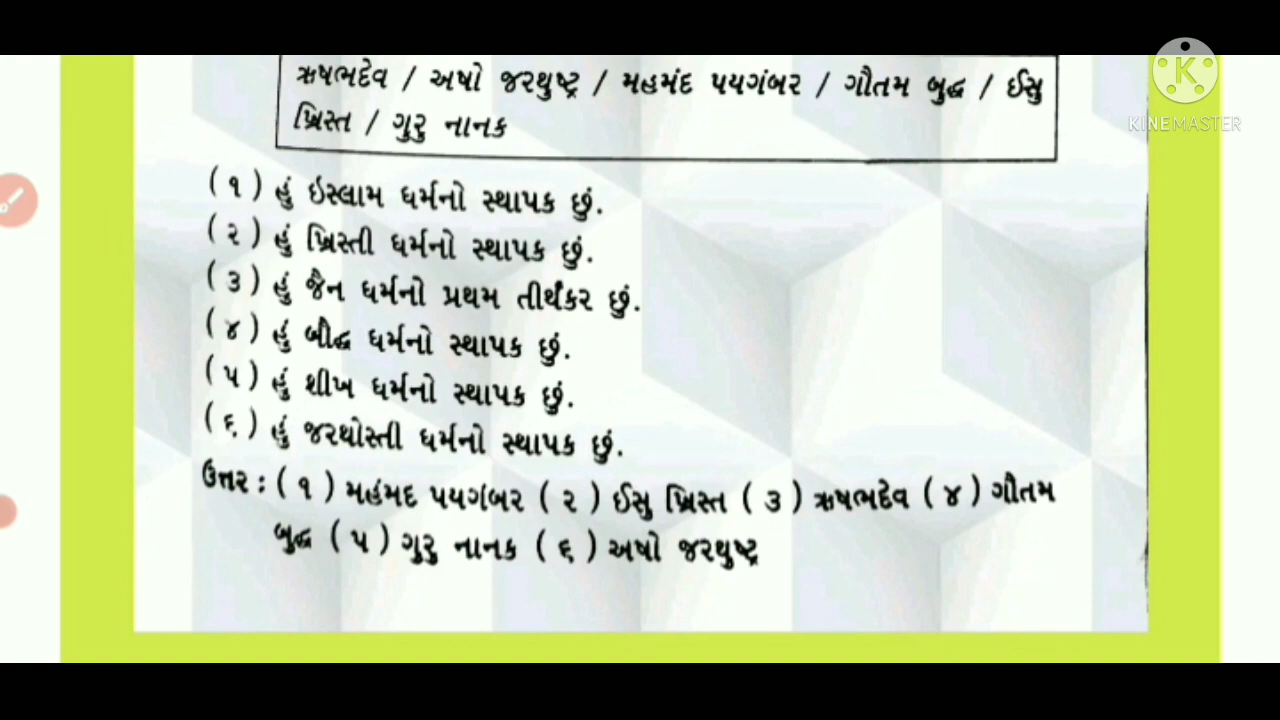 KINEMASTER
ઋષભદેવ / અષો જરથુષ્ટ્ર / મહમંદ પયગંબર / ગૌતમ બુદ્ધ / ઈસુ
ખ્રિસ્ત / ગુરુ નાનક
(૧) હું ઇસ્લામ ધર્મનો સ્થાપક છું.
(૨) હું ખ્રિસ્તી ધર્મનો સ્થાપક છું.
(૩) હું જૈન ધર્મનો પ્રથમ તીર્થંકર છું.
(૪) હું બૌદ્ધ ધર્મનો સ્થાપક છું.
(૫) હું શીખ ધર્મનો સ્થાપક છું.
(૬) હું જરથોસ્તી ધર્મનો સ્થાપક છું.
ઉત્તર : (૧) મહંમદ પયગંબર (૨) ઈસુ ખ્રિસ્ત (૩) ઋષભદેવ (૪) ગૌતમ
બુદ્ધ (૫) ગુરુ નાનક (૬) અષો જરથુષ્ટ્ર